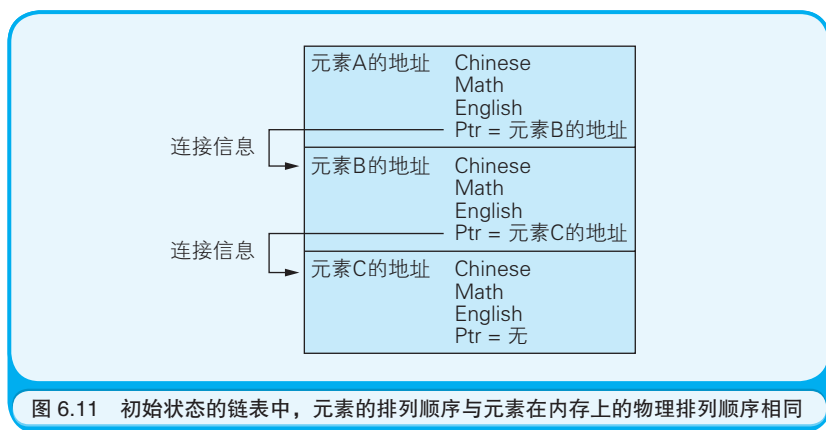 元素A的地址 Chinese
Math
English
Ptr = 元素B的地址
连接信息
元素B的地址 Chinese
Math
English
Ptr = 元素C的地址
连接信息
元素C的地址 Chinese
Math
English
Ptr = 无
图 6.11 初始状态的链表中，元素的排列顺序与元素在内存上的物理排列顺序相同